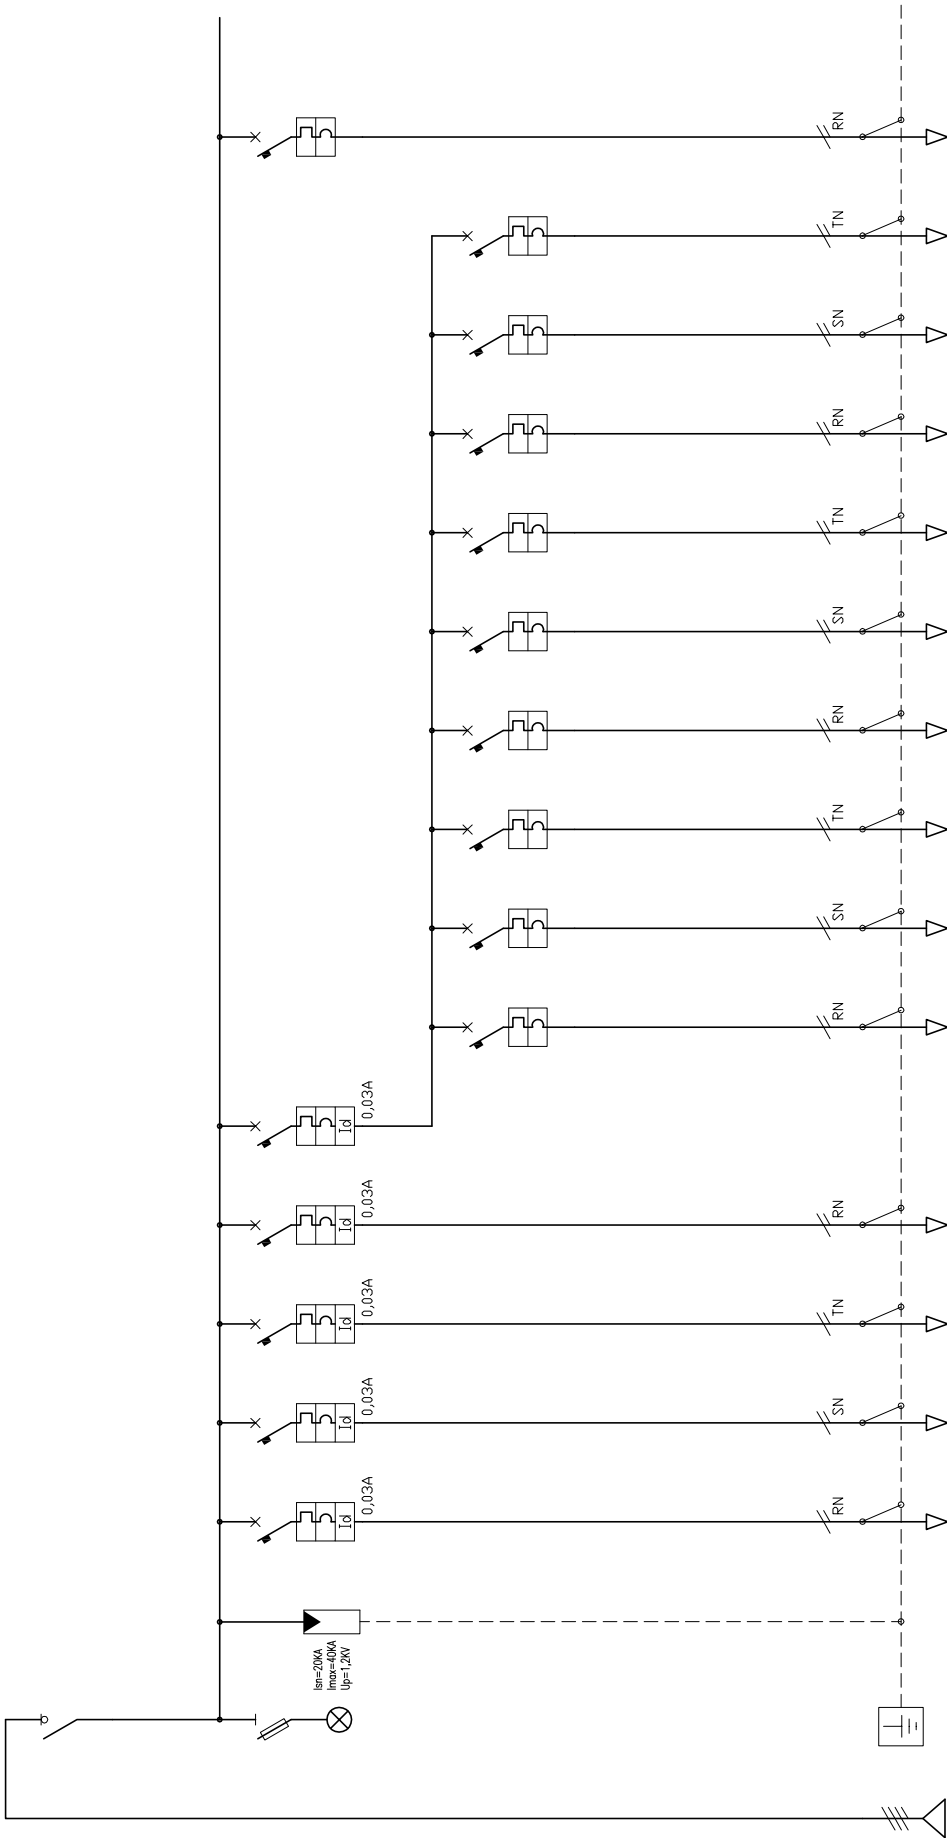 RN
TN
SN
RN
TN
SN
RN
TN
SN
RN
0,03A
Id
0,03A
Id
RN
0,03A
Id
TN
0,03A
Id
SN
0,03A
Id
RN
Isn=20KA
Imax=40KA
Up=1,2KV